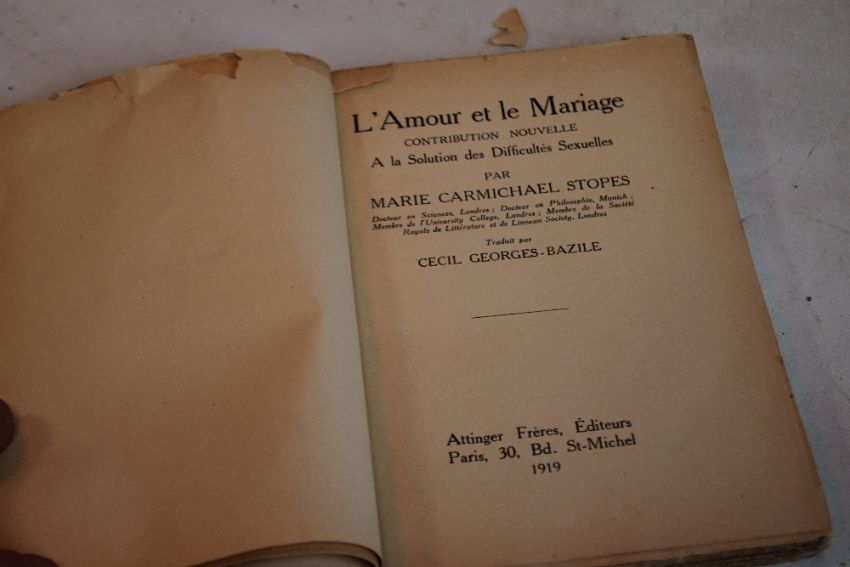 L'Amour et le Mariage
CONTRIBUTION NOUVELLE
A la Solution des Difficultés Sexuelles
PAR
MARIE CARMICHAEL STOPES
Docteur en Sciences, Londres ; Docteur en Philosophie, Munich ;
Membre de l'University College, Londres ; Membre de la Société
Royale de Littérature et de Linnean Society, Londres
Traduit par
CECIL GEORGES-BAZILE
Attinger Frères, Éditeurs
Paris, 30, Bd. St-Michel
1919